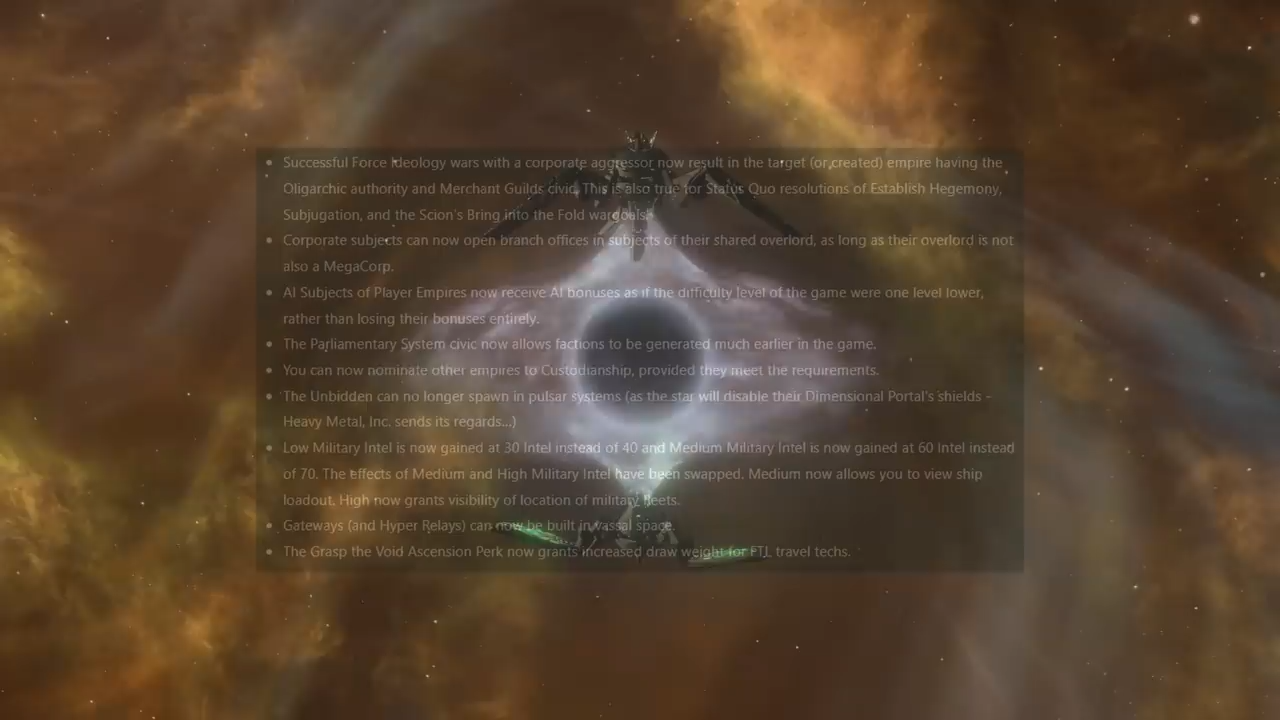 • Successful Force Ideology wars with a corporate aggressor now result in the target (or created) empire having the
Oligarchic authority and Merchant Guilds civic. This is also true for Status Quo resolutions of Establish Hegemony,
Subjugation, and the Scion's Bring into the Fold wargoals.
• Corporate subjects can now open branch offices in subjects of their shared overlord, as long as their overlord is not
also a MegaCorp.
• AI Subjects of Player Empires now receive AI bonuses as if the difficulty level of the game were one level lower,
rather than losing their bonuses entirely.
• The Parliamentary System civic now allows factions to be generated much earlier in the game.
• You can now nominate other empires to Custodianship, provided they meet the requirements.
• The Unbidden can no longer spawn in pulsar systems (as the star will disable their Dimensional Portal's shields -
Heavy Metal, Inc. sends its regards...)
• Low Military Intel is now gained at 30 Intel instead of 40 and Medium Military Intel is now gained at 60 Intel instead
of 70. The effects of Medium and High Military Intel have been swapped. Medium now allows you to view ship
loadout. High now grants visibility of location of military fleets.
• Gateways (and Hyper Relays) can now be built in vassal space.
• The Grasp the Void Ascension Perk now grants increased draw weight for FTL travel techs.